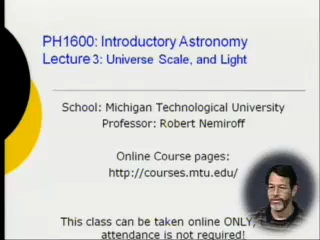 PH1600: Introductory Astronomy
Lecture 3: Universe Scale, and Light
School: Michigan Technological University
Professor: Robert Nemiroff
Online Course pages:
http://courses.mtu.edu/
This class can be taken online ONLY,
attendance is not required!